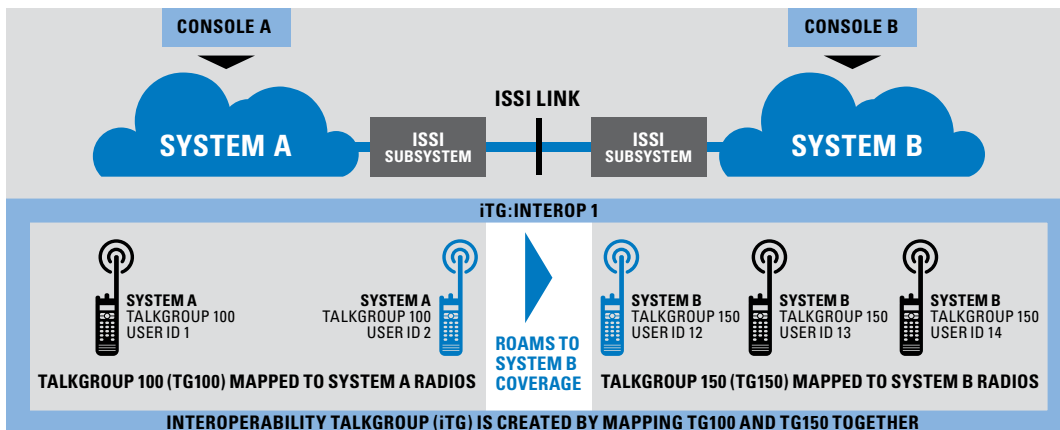 CONSOLE A
CONSOLE B
SYSTEM A
ISSI
SUBSYSTEM
ISSI LINK
ISSI
SUBSYSTEM
SYSTEM B
iTG:INTEROP 1
SYSTEM A
TALKGROUP 100
USER ID 1
SYSTEM A
TALKGROUP 100
USER ID 2
ROAMS TO
SYSTEM B
COVERAGE
SYSTEM B
TALKGROUP 150
USER ID 12
SYSTEM B
TALKGROUP 150
USER ID 13
SYSTEM B
TALKGROUP 150
USER ID 14
TALKGROUP 100 (TG100) MAPPED TO SYSTEM A RADIOS
TALKGROUP 150 (TG150) MAPPED TO SYSTEM B RADIOS
INTEROPERABILITY TALKGROUP (iTG) IS CREATED BY MAPPING TG100 AND TG150 TOGETHER